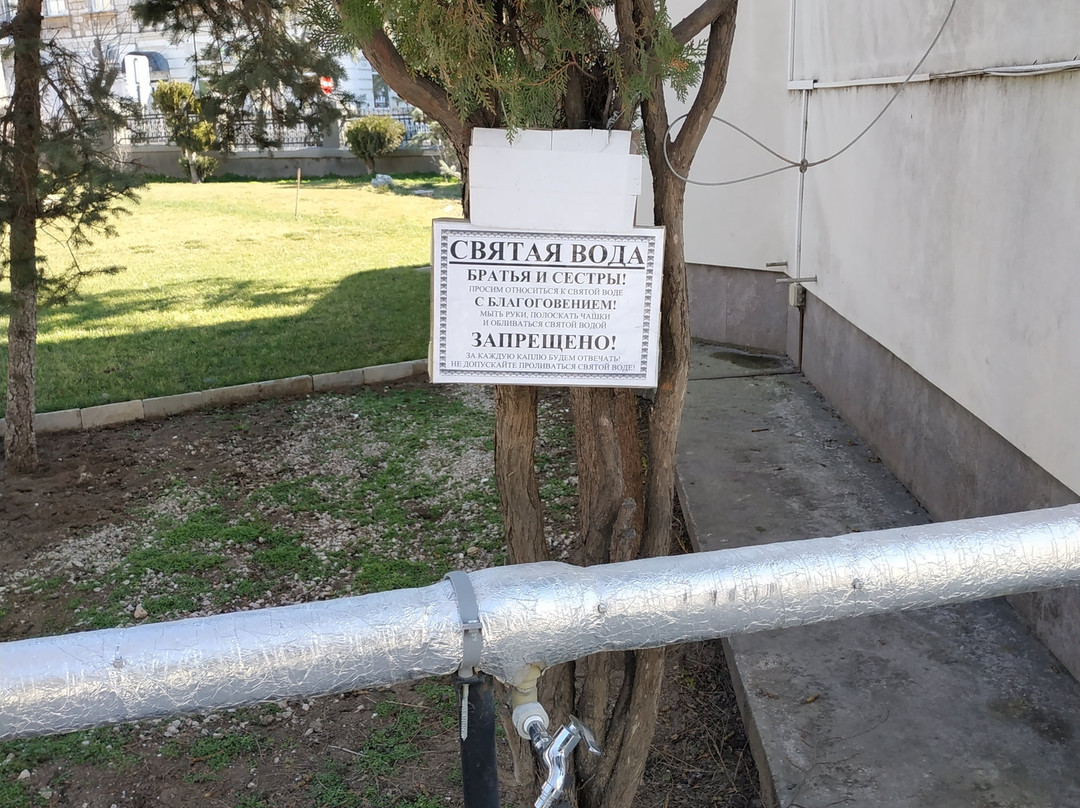 СВЯТАЯ ВОДА
БРАТЬЯ И СЕСТРЫ!
ПРОСИМ ОТНОСИТЬСЯ К СВЯТОЙ ВОДЕ
С БЛАГОГОВЕНИЕМ!
МЫТЬ РУКИ, ПОЛОСКАТЬ ЧАШКИ
И ОБЛИВАТЬСЯ СВЯТОЙ ВОДОЙ
ЗАПРЕЩЕНО!
ЗА КАЖДУЮ КАПЛЮ БУДЕМ ОТВЕЧАТЬ!
НЕ ДОПУСКАЙТЕ ПРОЛИВАТЬСЯ СВЯТОЙ ВОДЕ!